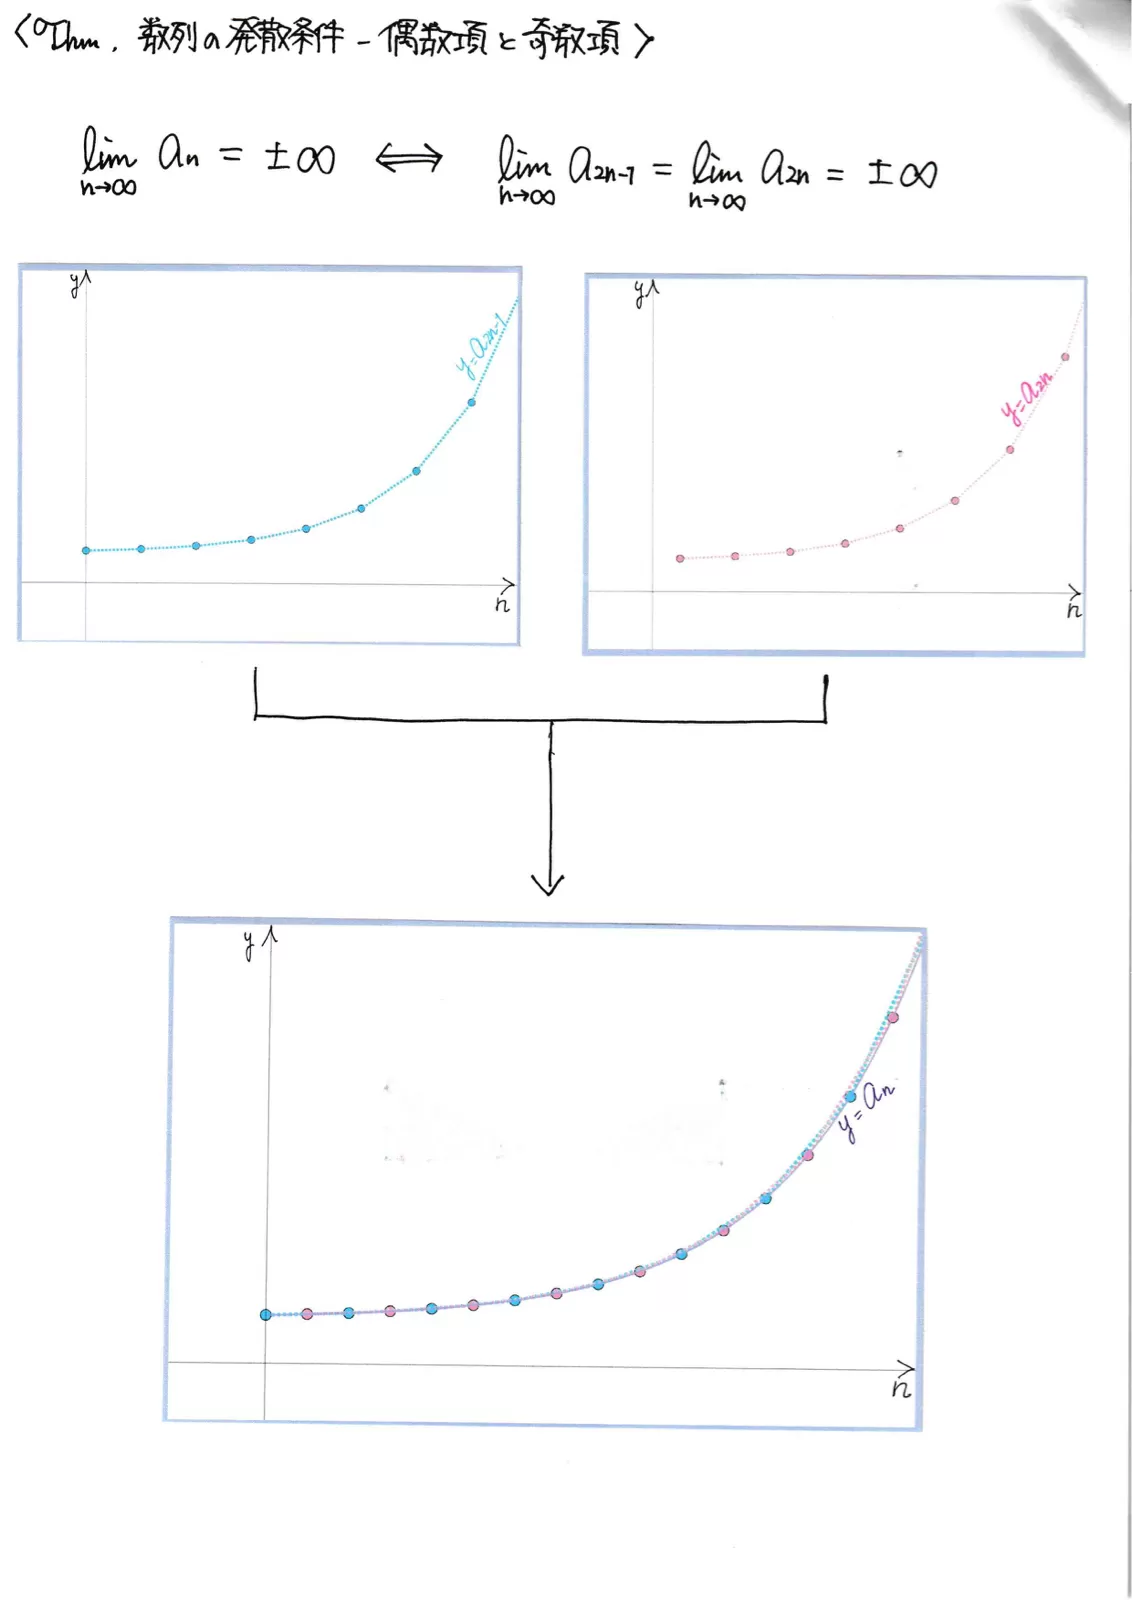 〈Thm. 数列の発散条件 - 偶数項と奇数項〉
lim n→∞ an = ±∞ ⟺ lim n→∞ a2n-1 = lim n→∞ a2n = ±∞
y
y=a2n-1
n
y
y=a2n
n
y
y=an
n